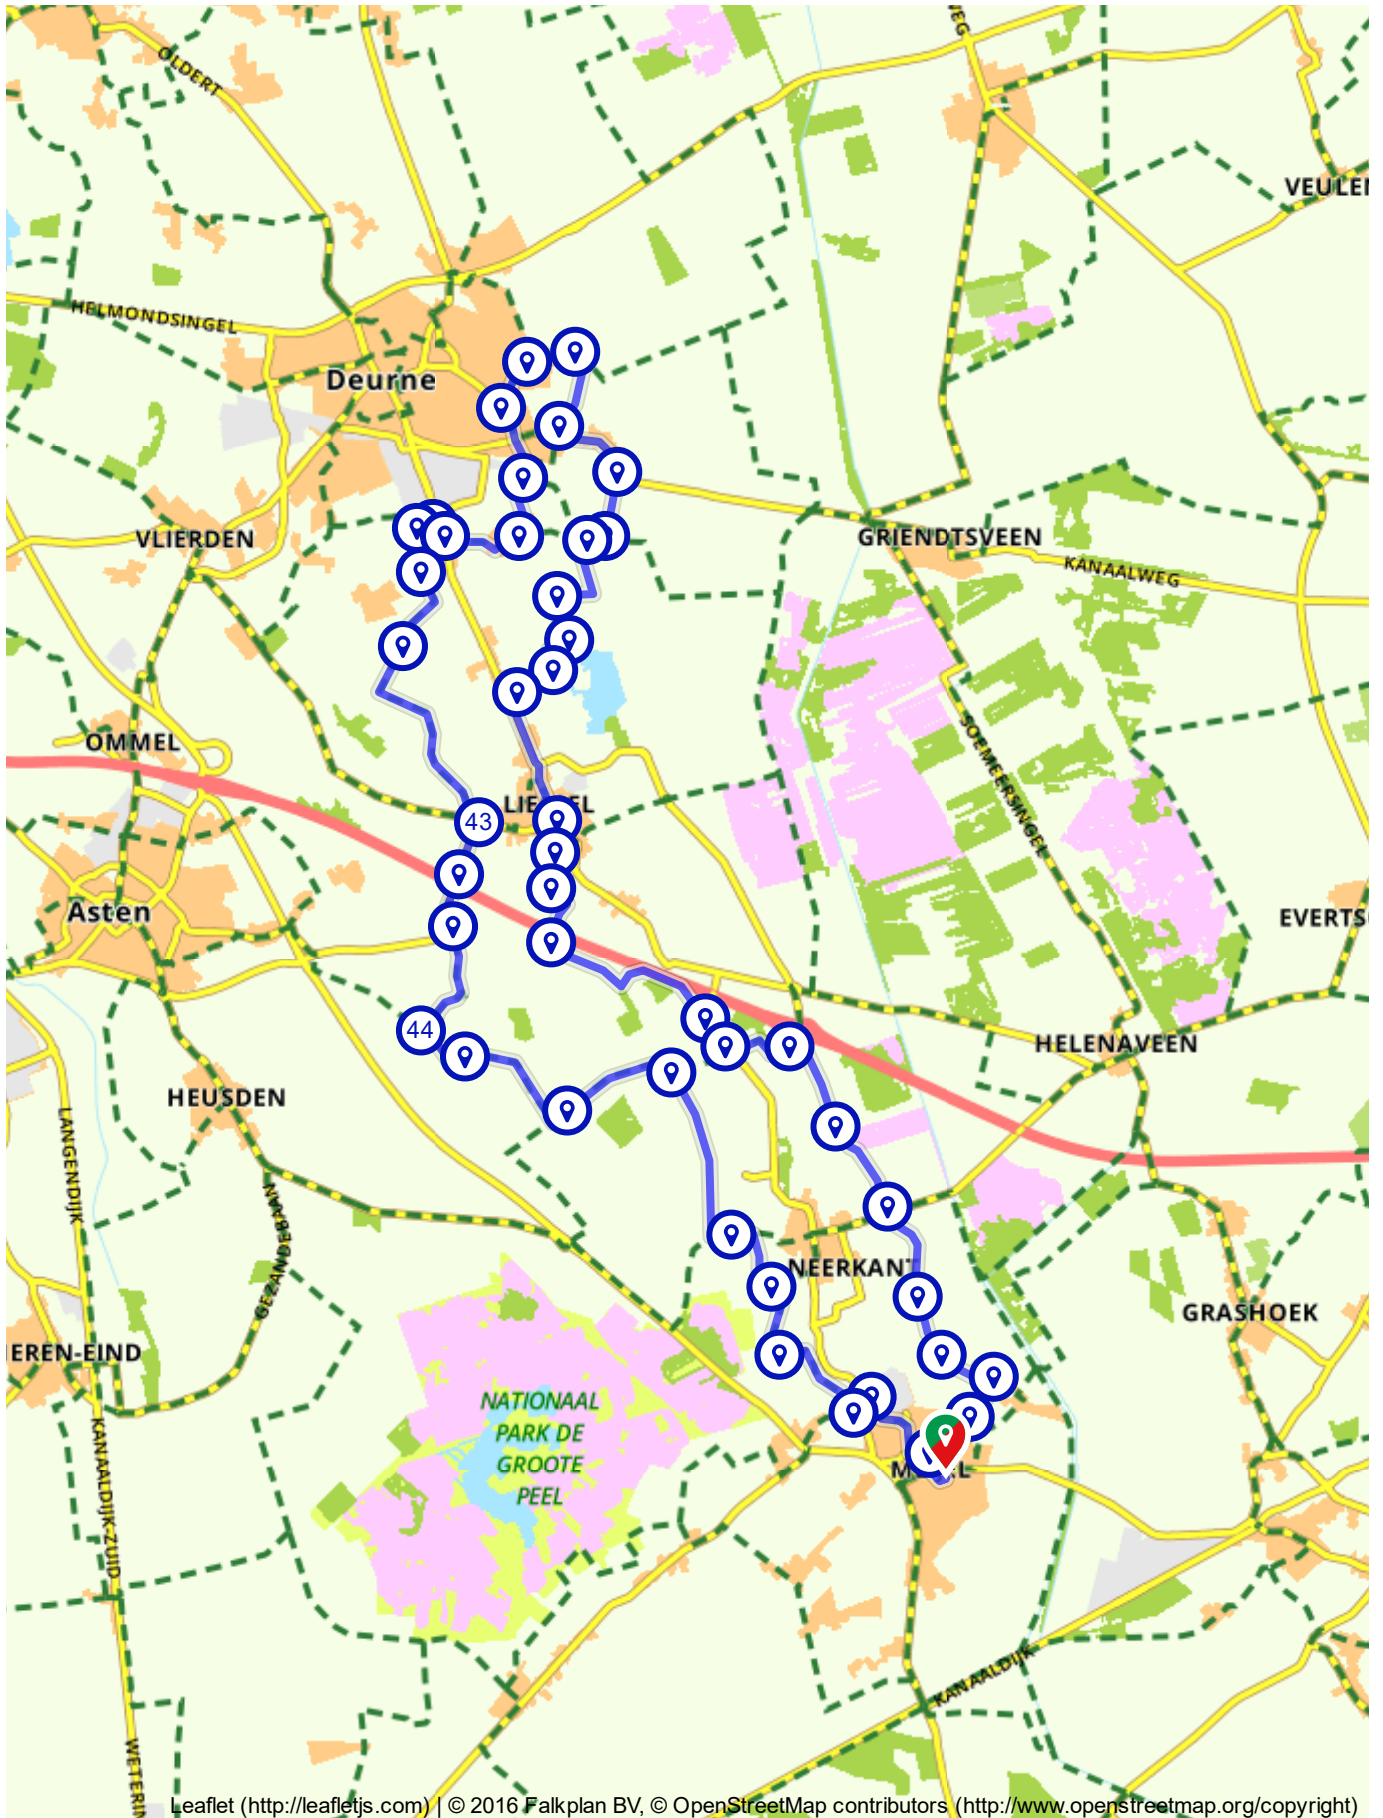 OLDERT
WEG
VEULEN
HELMONDSINGEL
Deurne
VLIERDEN
GRIENDTSVEEN
KANAALWEG
OMMEL
SOEMEERSINGEL
43
Asten
EVERTS
44
HELENAVEEN
HEUSDEN
LANGENDIJK
GEZANDEBAAN
NEERKANT
GRASHOEK
EREN-EIND
NATIONAAL
PARK DE
GROOTE
PEEL
KANAALDIJK-ZUID
KANAALDIJK
WETERIN
Leaflet (http://leafletjs.com) | © 2016 Falkplan BV, © OpenStreetMap contributors (http://www.openstreetmap.org/copyright)